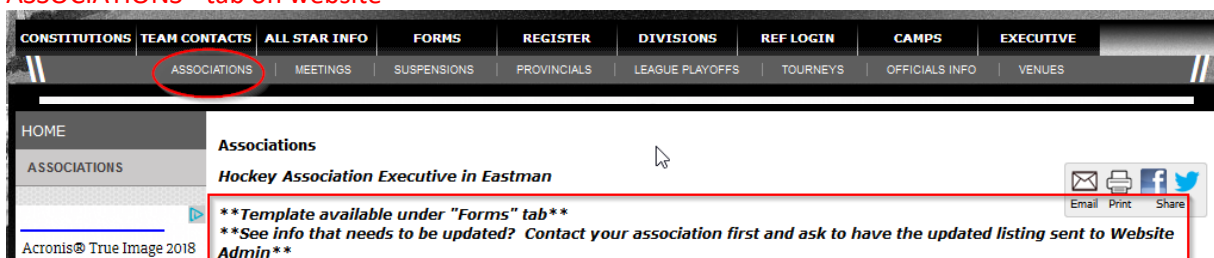 ASSOCIATIONS" tab on website
CONSTITUTIONS TEAM CONTACTS ALL STAR INFO FORMS REGISTER DIVISIONS REF LOGIN CAMPS EXECUTIVE
ASSOCIATIONS | MEETINGS | SUSPENSIONS | PROVINCIALS | LEAGUE PLAYOFFS | TOURNEYS | OFFICIALS INFO | VENUES
HOME
ASSOCIATIONS
Associations
Hockey Association Executive in Eastman
Email Print Share
**Template available under "Forms" tab**
**See info that needs to be updated? Contact your association first and ask to have the updated listing sent to Website
Admin**
Acronis® True Image 2018